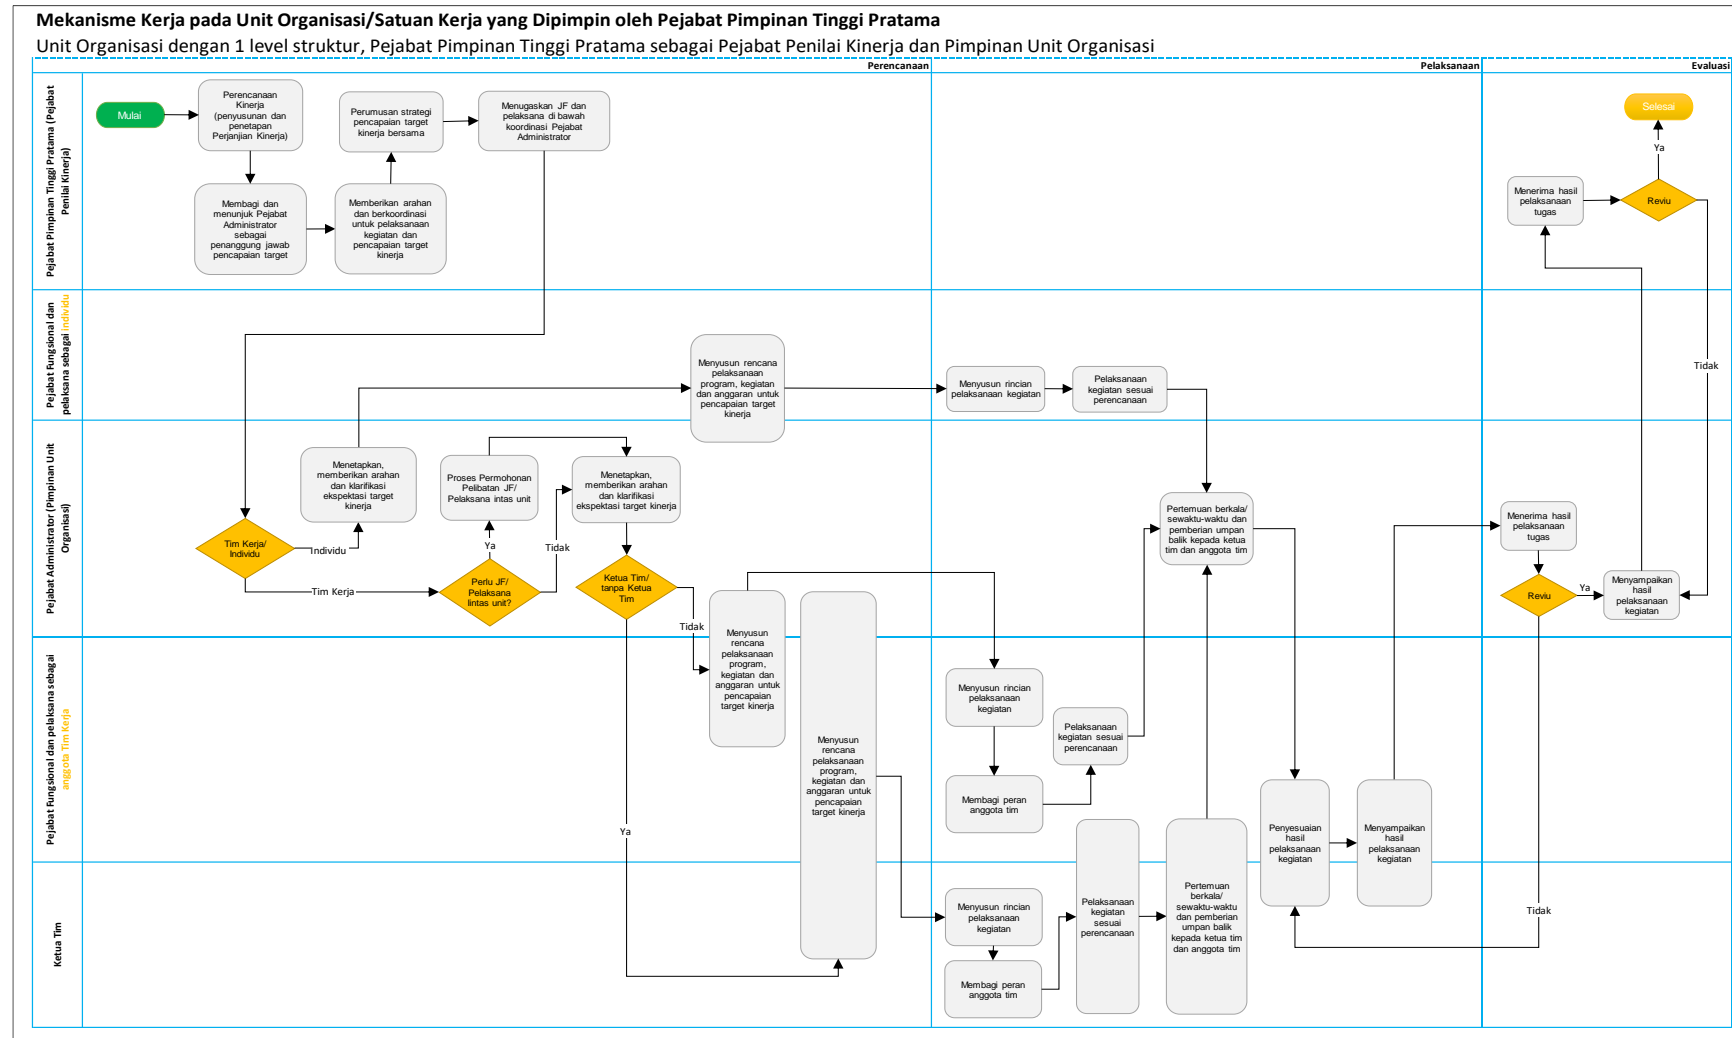 Mekanisme Kerja pada Unit Organisasi/Satuan Kerja yang Dipimpin oleh Pejabat Pimpinan Tinggi Pratama
Unit Organisasi dengan 1 level struktur, Pejabat Pimpinan Tinggi Pratama sebagai Pejabat Penilai Kinerja dan Pimpinan Unit Organisasi
Perencanaan
Pelaksanaan
Evaluasi
Pejabat Pimpinan Tinggi Pratama (Pejabat
Penilai Kinerja)
Mulai
Perencanaan
Kinerja
(penyusunan dan
penetapan
Perjanjian Kinerja)
Membagi dan
menunjuk Pejabat
Administrator
sebagai
penanggung jawab
pencapaian target
Memberikan arahan
dan berkoordinasi
untuk pelaksanaan
kegiatan dan
pencapaian target
kinerja
Perumusan strategi
pencapaian target
kinerja bersama
Menugaskan JF dan
pelaksana di bawah
koordinasi Pejabat
Administrator
Menerima hasil
pelaksanaan
tugas
Reviu
Ya
Selesai
Tidak
Pejabat Fungsional dan
pelaksana sebagai individu
Menyusun rencana
pelaksanaan
program, kegiatan
dan anggaran untuk
pencapaian target
kinerja
Menyusun rincian
pelaksanaan kegiatan
Pelaksanaan
kegiatan sesuai
perencanaan
Pejabat Administrator (Pimpinan Unit
Organisasi)
Tim Kerja/
Individu
Individu
Tim Kerja
Menetapkan,
memberikan arahan
dan klarifikasi
ekspektasi target
kinerja
Perlu JF/
Pelaksana
lintas unit?
Ya
Tidak
Proses Permohonan
Pelibatan JF/
Pelaksana intas unit
Menetapkan,
memberikan arahan
dan klarifikasi
ekspektasi target kinerja
Ketua Tim/
tanpa Ketua
Tim
Tidak
Ya
Pertemuan berkala/
sewaktu-waktu dan
pemberian umpan
balik kepada ketua
tim dan anggota tim
Menerima hasil
pelaksanaan
tugas
Reviu
Ya
Menyampaikan
hasil
pelaksanaan
kegiatan
Tidak
Pejabat Fungsional dan pelaksana sebagai
anggota Tim Kerja
Menyusun
rencana
pelaksanaan
program,
kegiatan dan
anggaran untuk
pencapaian
target kinerja
Menyusun
rencana
pelaksanaan
program,
kegiatan dan
anggaran untuk
pencapaian
target kinerja
Menyusun rincian
pelaksanaan
kegiatan
Membagi peran
anggota tim
Pelaksanaan
kegiatan sesuai
perencanaan
Penyesuaian
hasil
pelaksanaan
kegiatan
Menyampaikan
hasil
pelaksanaan
kegiatan
Ketua Tim
Menyusun rincian
pelaksanaan
kegiatan
Membagi peran
anggota tim
Pelaksanaan
kegiatan
sesuai
perencanaan
Pertemuan
berkala/
sewaktu-waktu
dan pemberian
umpan balik
kepada ketua tim
dan anggota tim